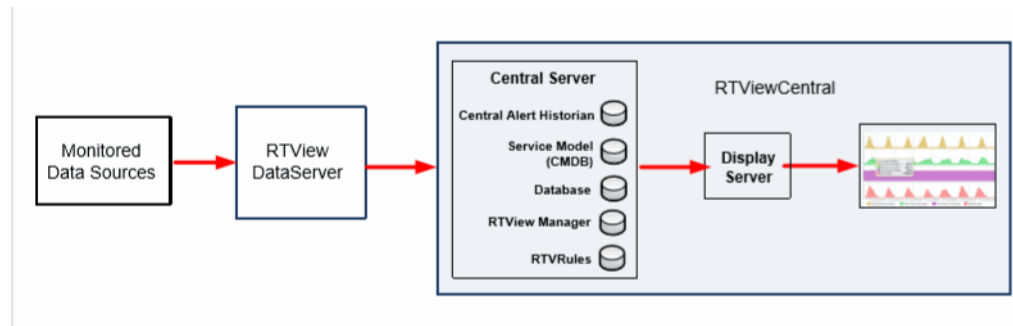 Monitored
Data Sources
RTView
DataServer
Central Server
Central Alert Historian
Service Model
(CMDB)
Database
RTView Manager
RTVRules
RTViewCentral
Display
Server